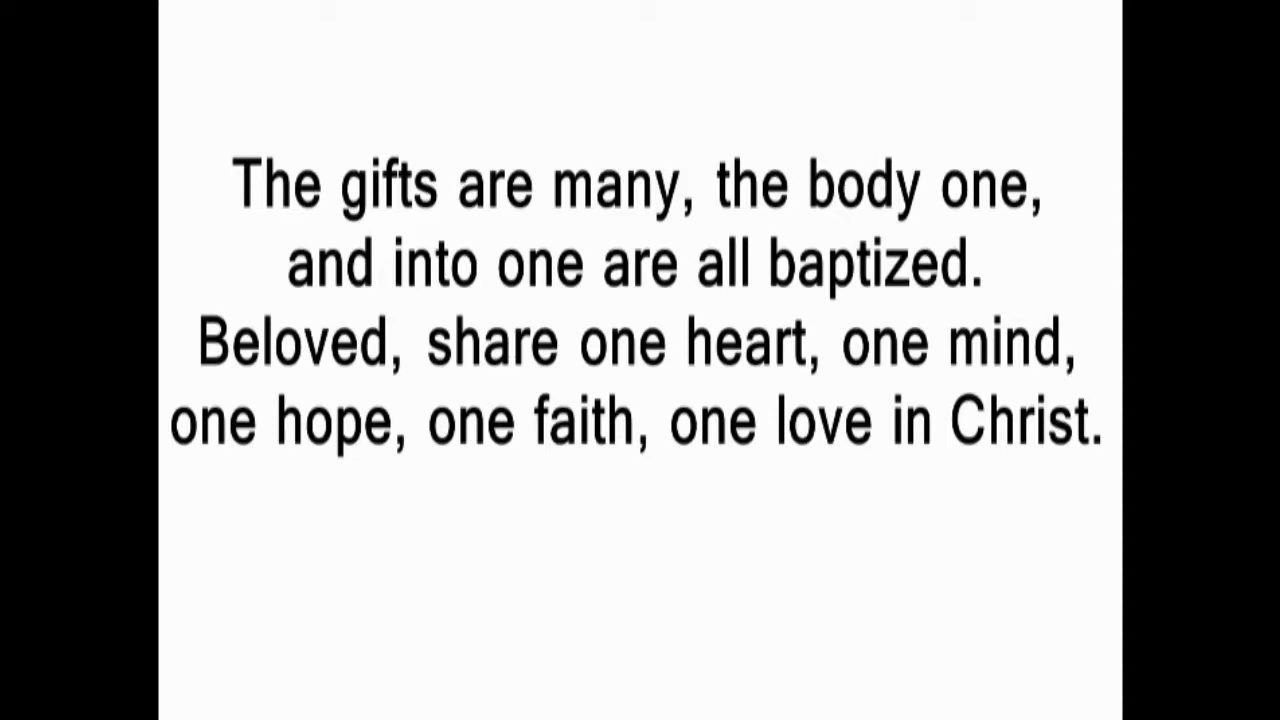 The gifts are many, the body one,
and into one are all baptized.
Beloved, share one heart, one mind,
one hope, one faith, one love in Christ.